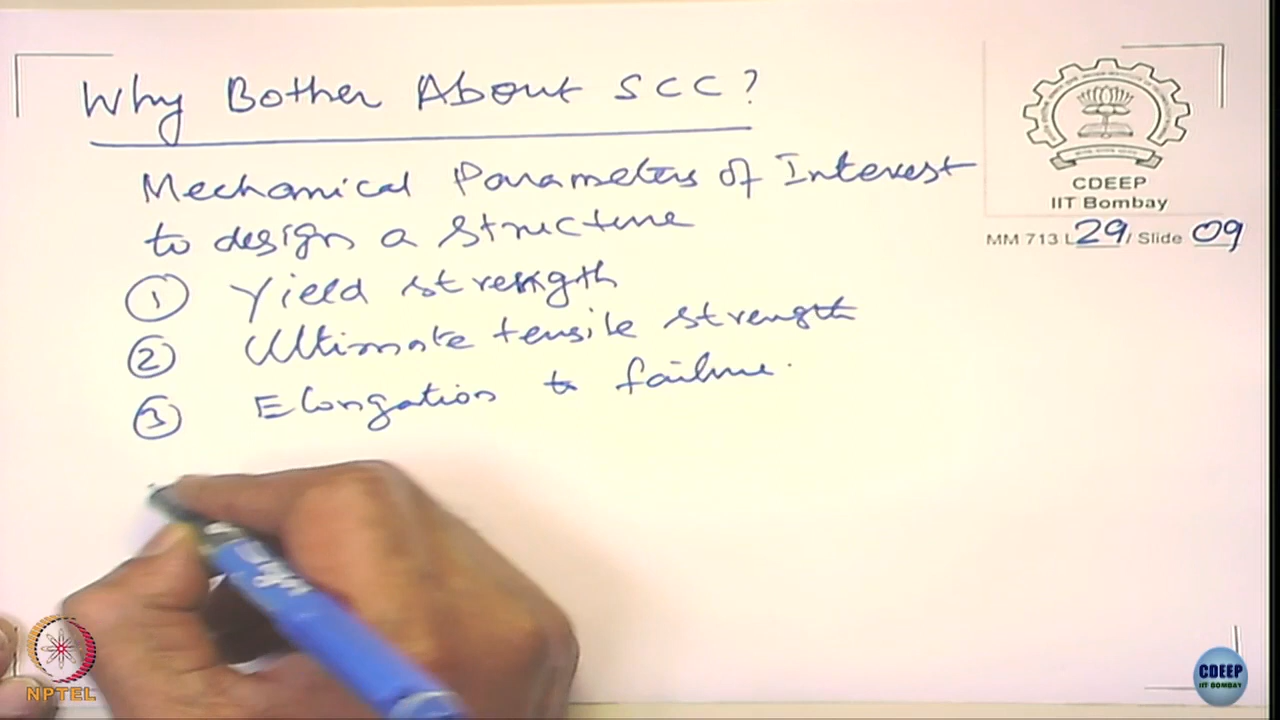 Why Bother About SCC?
Mechanical Parameters of Interest
to design a structure
① Yield strength
② Ultimate tensile strength
③ Elongation to failure.
CDEEP
IIT Bombay
MM 713 L 29 / Slide 09
NPTEL
CDEEP
IIT BOMBAY